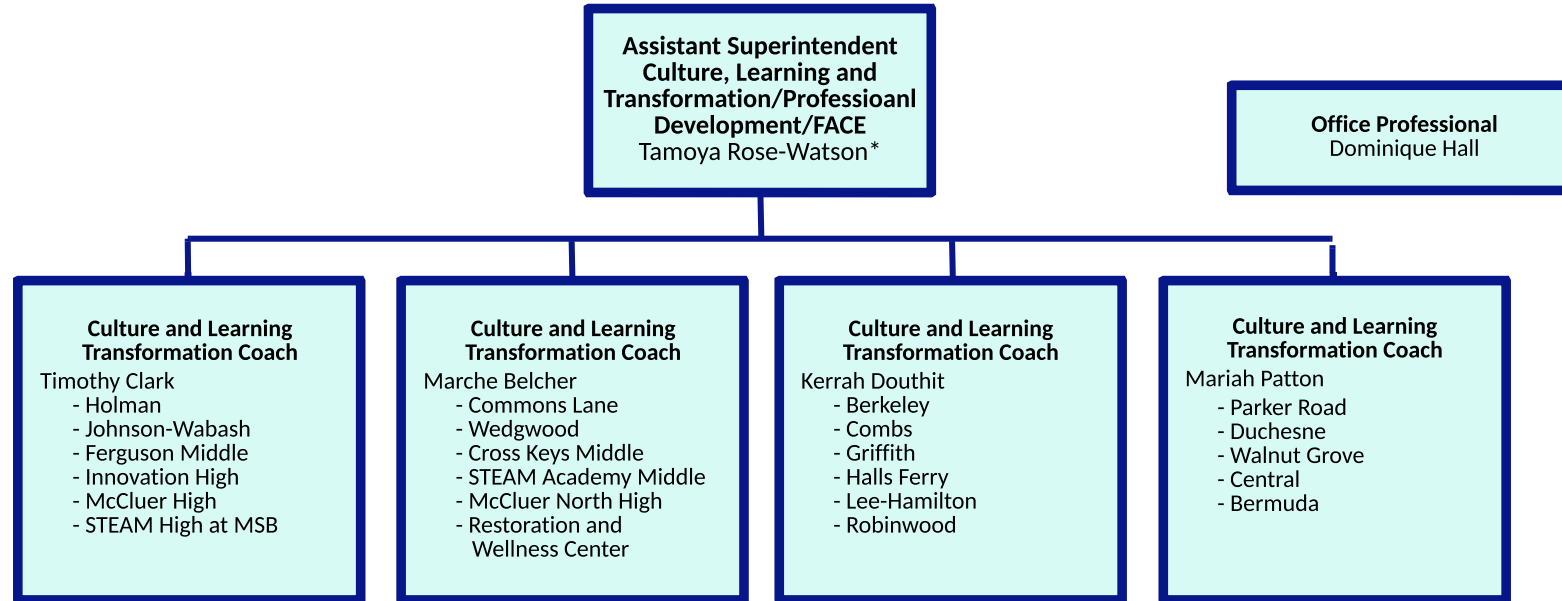 Assistant Superintendent
Culture, Learning and
Transformation/Professioanl
Development/FACE
Tamoya Rose-Watson*
Office Professional
Dominique Hall
Culture and Learning
Transformation Coach
Timothy Clark
- Holman
- Johnson-Wabash
- Ferguson Middle
- Innovation High
- McCluer High
- STEAM High at MSB
Culture and Learning
Transformation Coach
Marche Belcher
- Commons Lane
- Wedgwood
- Cross Keys Middle
- STEAM Academy Middle
- McCluer North High
- Restoration and
Wellness Center
Culture and Learning
Transformation Coach
Kerrah Douthit
- Berkeley
- Combs
- Griffith
- Halls Ferry
- Lee-Hamilton
- Robinwood
Culture and Learning
Transformation Coach
Mariah Patton
- Parker Road
- Duchesne
- Walnut Grove
- Central
- Bermuda